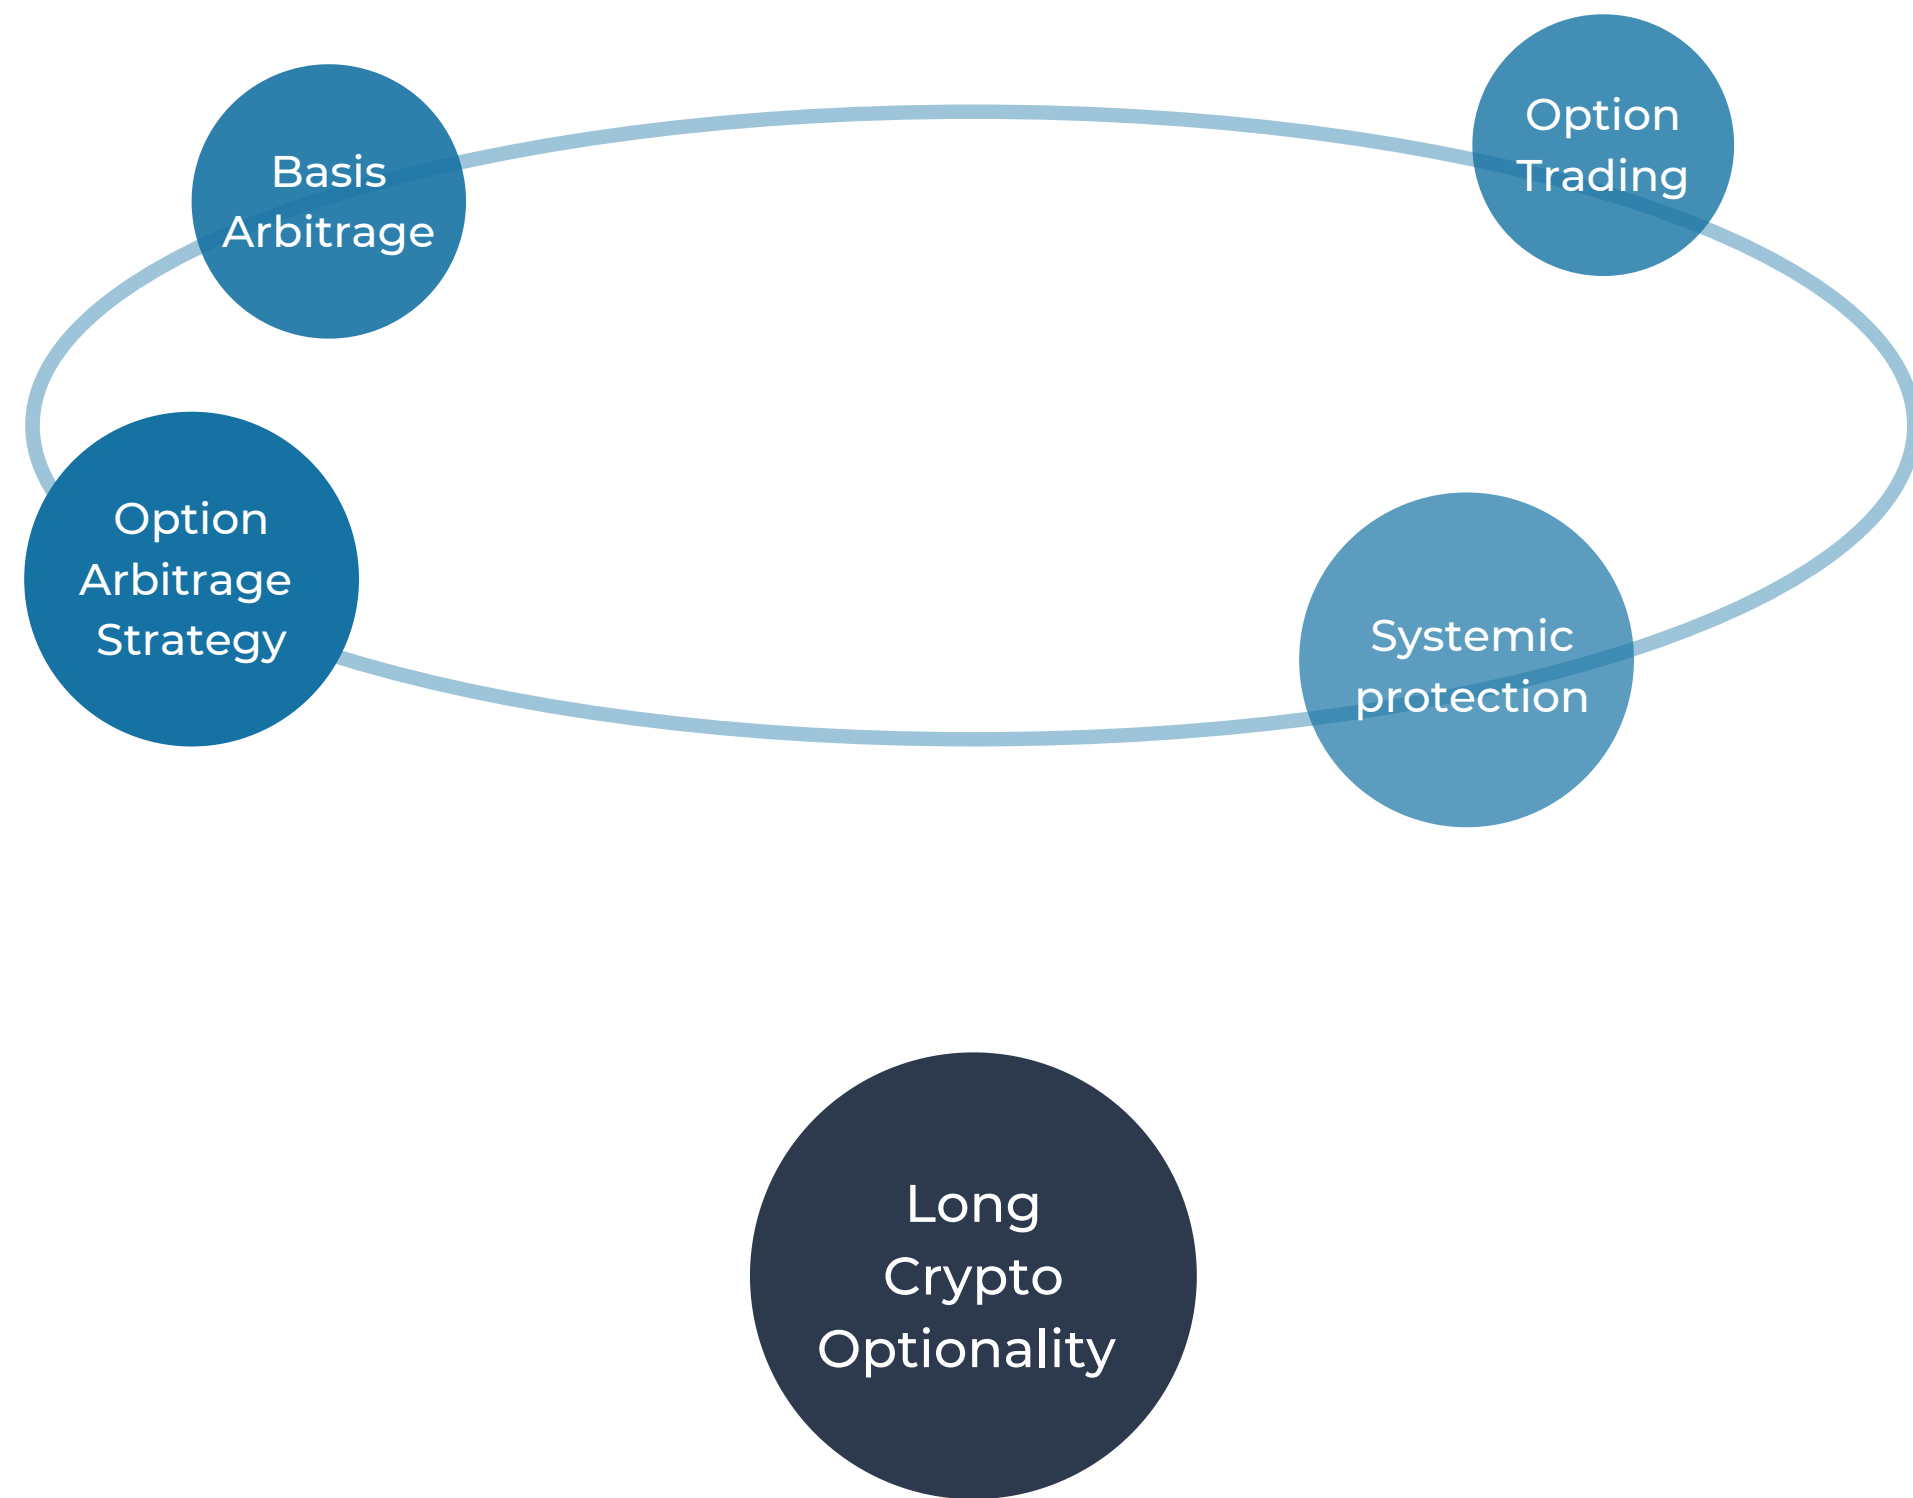 Basis
Arbitrage
Option
Trading
Option
Arbitrage
Strategy
Systemic
protection
Long
Crypto
Optionality